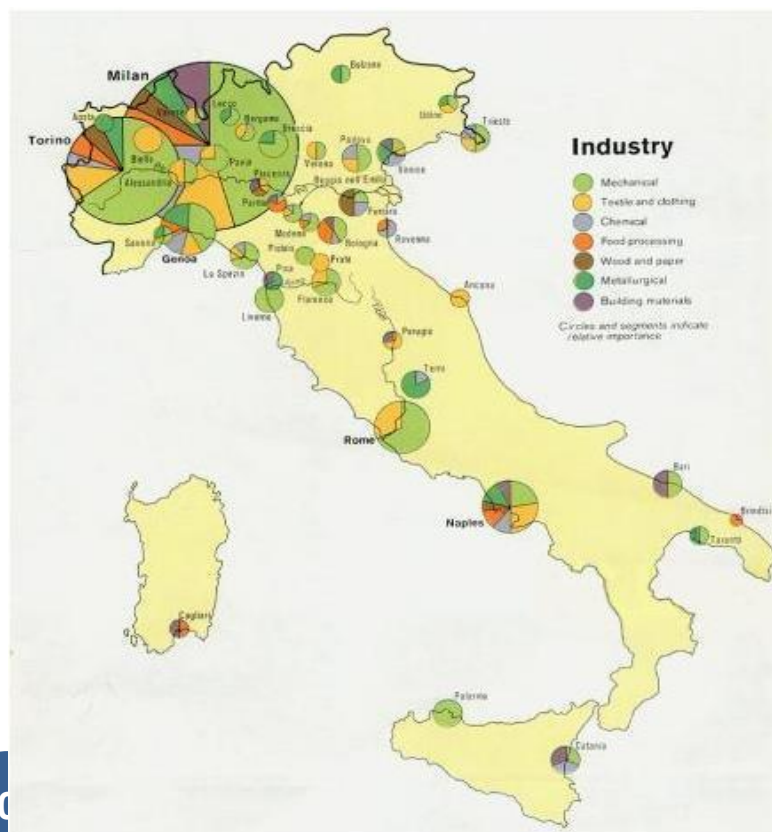 Milan
Bolzano
Lecco
Varese
Bergamo
Udine
Aosta
Brescia
Trieste
Torino
Padova
Biella
Pavia
Verona
Venice
Alessandria
Piacenza
Reggio nell'Emilia
Parma
Ferrara
Modena
Savona
Bologna
Ravenna
Genoa
Pistoia
Prato
La Spezia
Pisa
Florence
Ancona
Livorno
Perugia
Terni
Rome
Bari
Naples
Brindisi
Taranto
Cagliari
Palermo
Catania
Industry
Mechanical
Textile and clothing
Chemical
Food processing
Wood and paper
Metallurgical
Building materials
Circles and segments indicate
relative importance